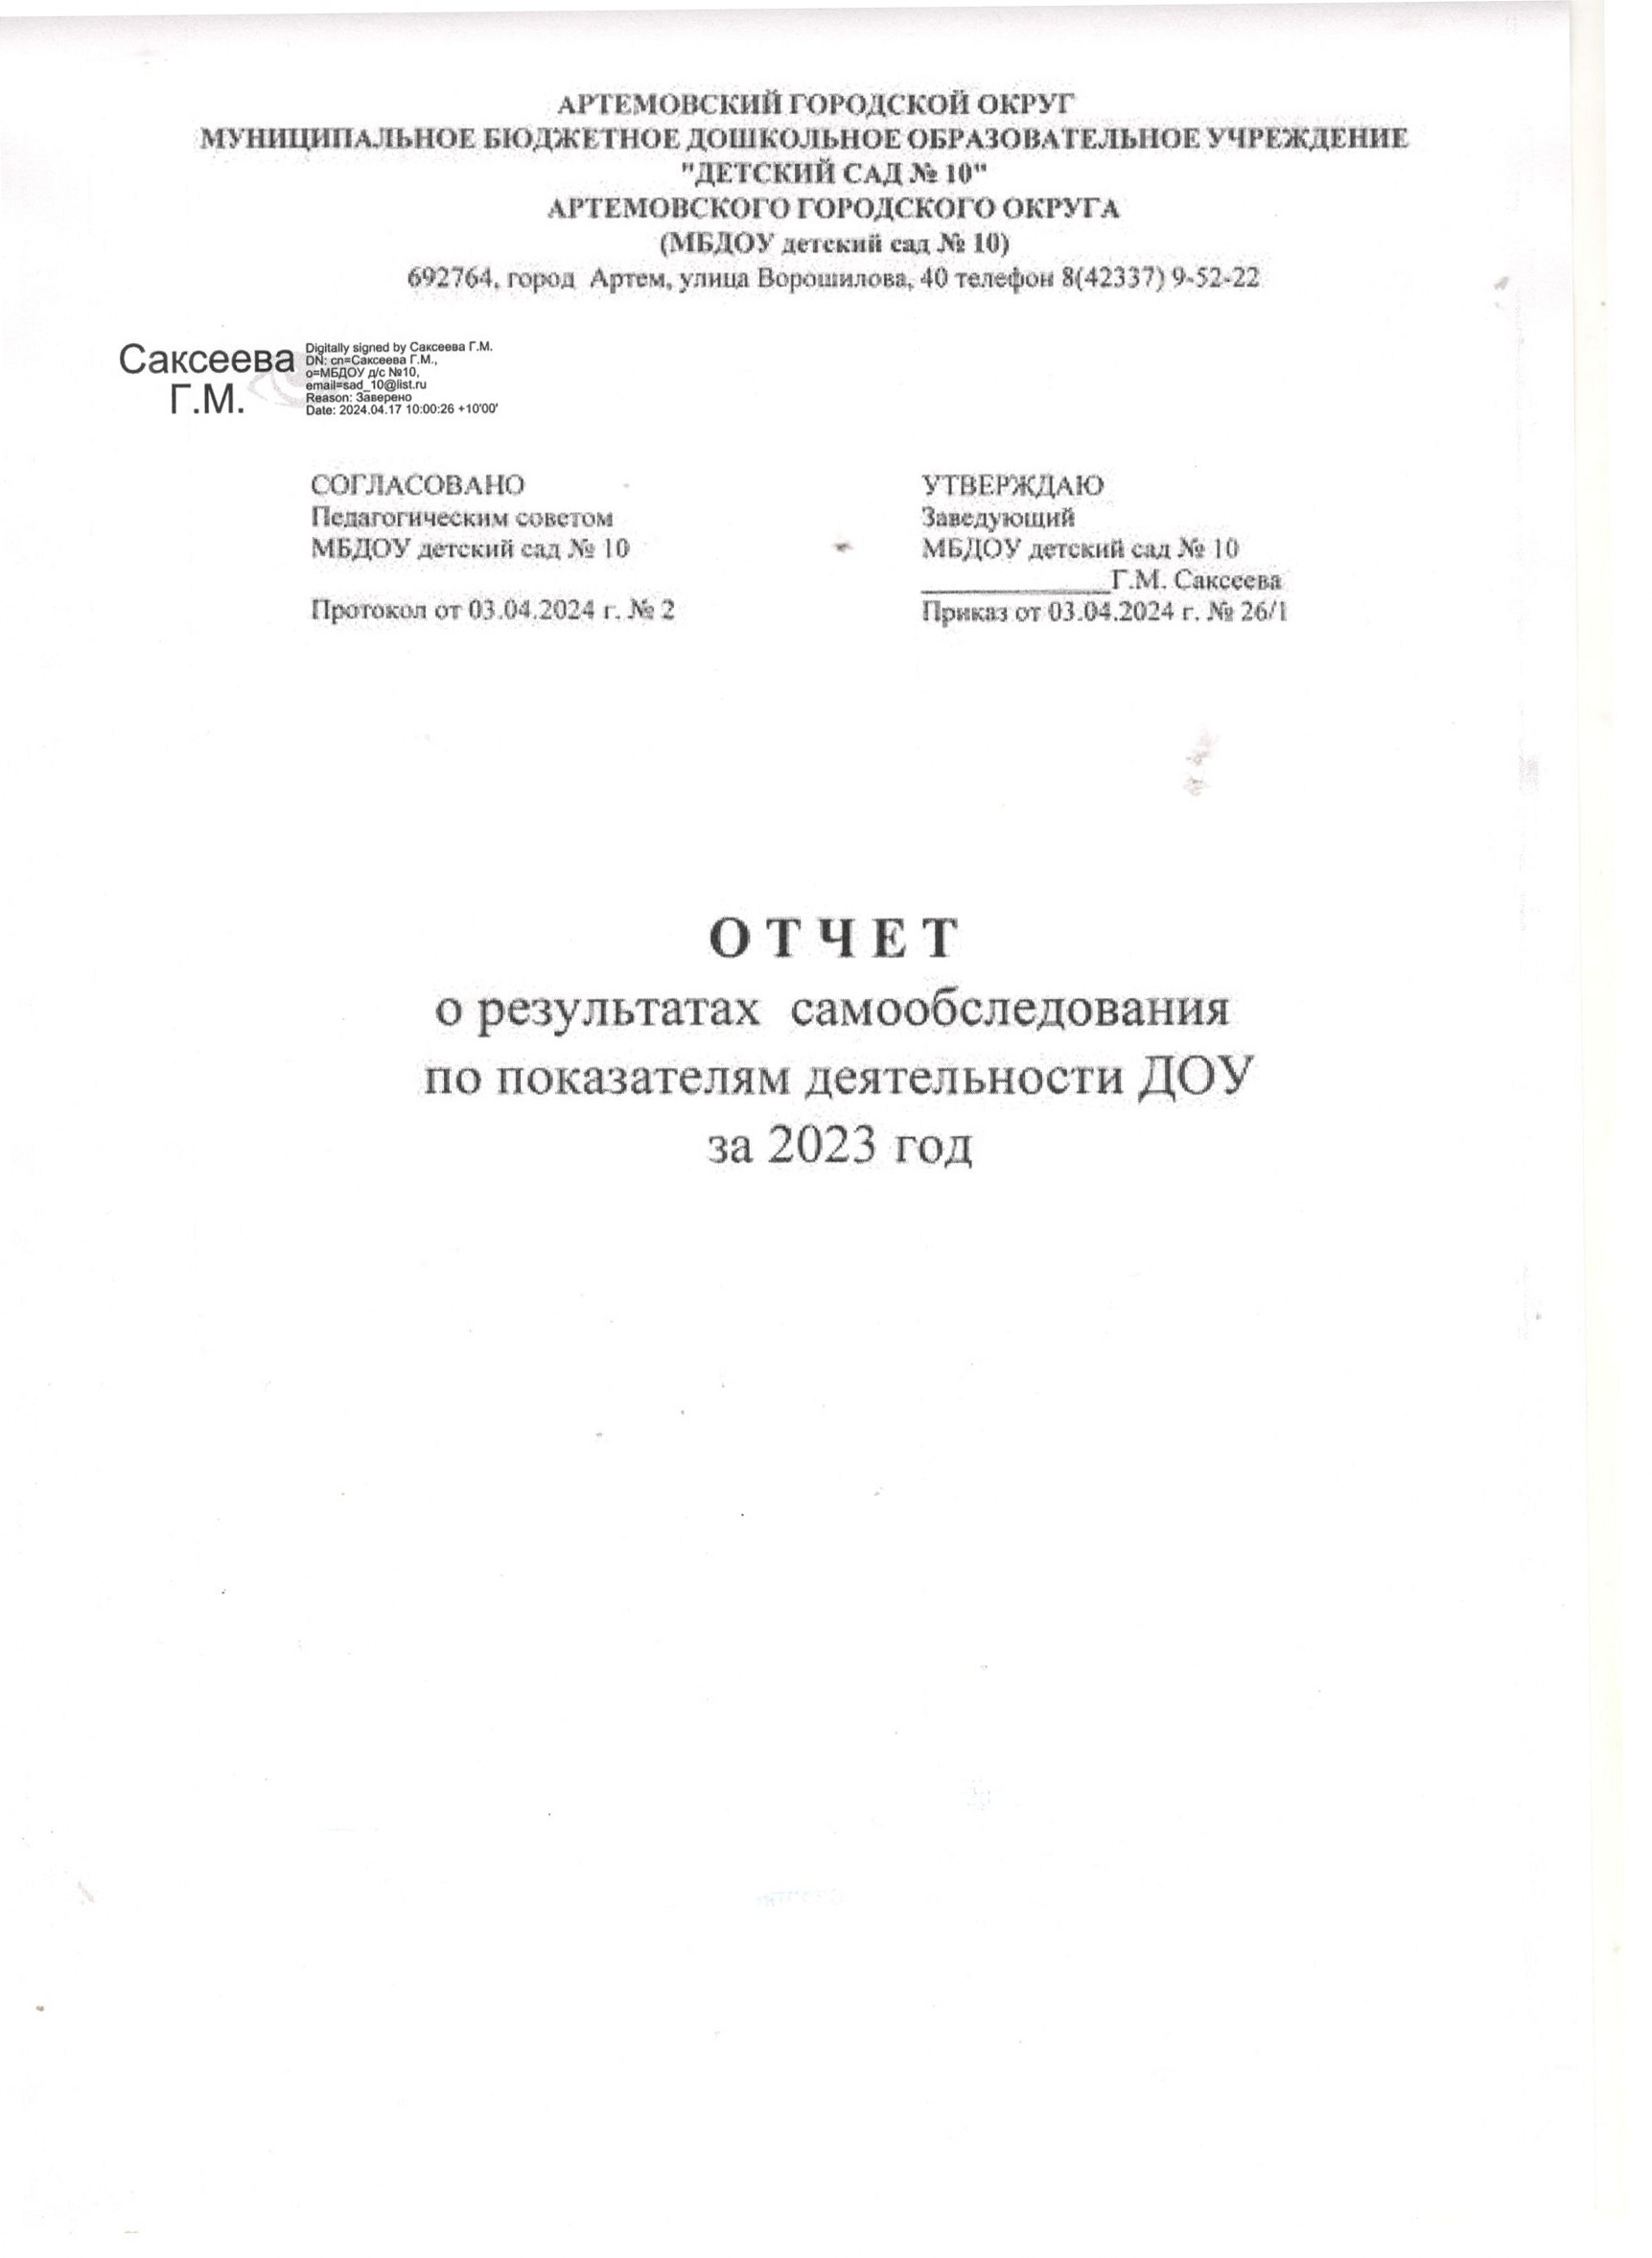 АРТЕМОВСКИЙ ГОРОДСКОЙ ОКРУГ
МУНИЦИПАЛЬНОЕ БЮДЖЕТНОЕ ДОШКОЛЬНОЕ ОБРАЗОВАТЕЛЬНОЕ УЧРЕЖДЕНИЕ
"ДЕТСКИЙ САД № 10"
АРТЕМОВСКОГО ГОРОДСКОГО ОКРУГА
(МБДОУ детский сад № 10)
692764, город Артем, улица Ворошилова, 40 телефон 8(42337) 9-52-22
Саксеева
Г.М.
Digitally signed by Саксеева Г.М.
DN: cn=Саксеева Г.М.,
o=МБДОУ д/с №10,
email=sad_10@list.ru
Reason: Заверено
Date: 2024.04.17 10:00:26 +10'00'
СОГЛАСОВАНО
Педагогическим советом
МБДОУ детский сад № 10
Протокол от 03.04.2024 г. № 2
УТВЕРЖДАЮ
Заведующий
МБДОУ детский сад № 10
______________Г.М. Саксеева
Приказ от 03.04.2024 г. № 26/1
О Т Ч Е Т
о результатах самообследования
по показателям деятельности ДОУ
за 2023 год